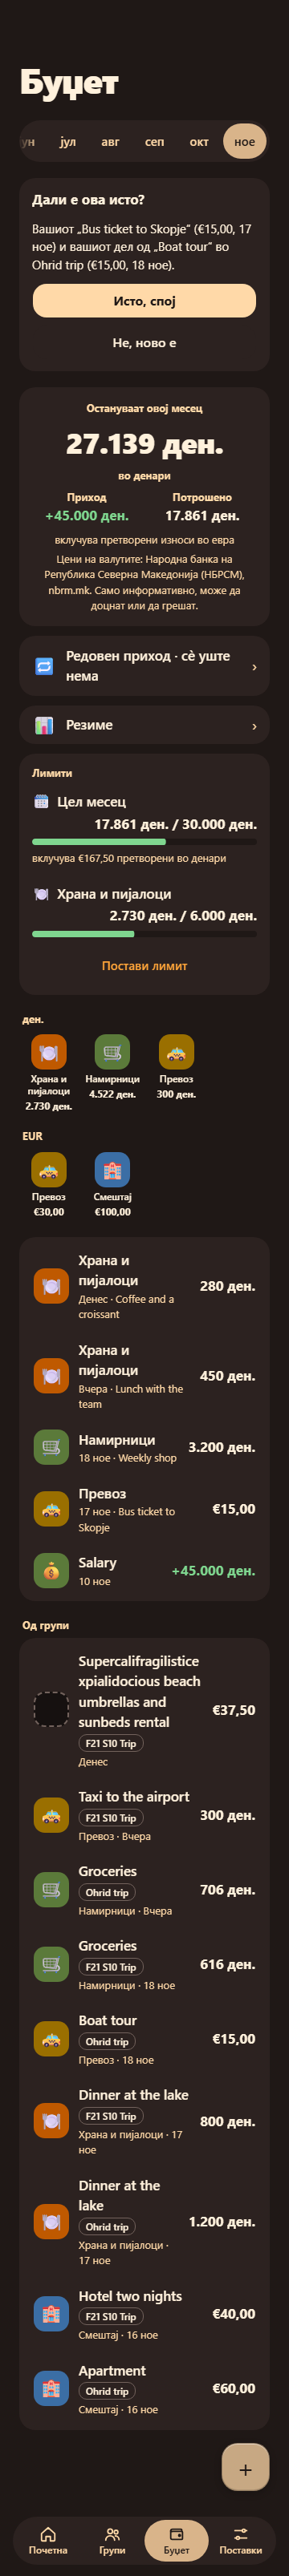 Буџет
ун јул авг сеп окт ное
Дали е ова исто?
Вашиот „Bus ticket to Skopje“ (€15,00, 17
ное) и вашиот дел од „Boat tour“ во
Ohrid trip (€15,00, 18 ное).
Исто, спој
Не, ново е
Остануваат овој месец
27.139 ден.
во денари
Приход Потрошено
+45.000 ден. 17.861 ден.
вклучува претворени износи во евра
Цени на валутите: Народна банка на
Република Северна Македонија (НБРСМ),
nbrm.mk. Само информативно, може да
доцнат или да грешат.
Редовен приход · сѐ уште
нема ›
Резиме ›
Лимити
Цел месец
17.861 ден. / 30.000 ден.
вклучува €167,50 претворени во денари
Храна и пијалоци
2.730 ден. / 6.000 ден.
Постави лимит
ден.
Храна и
пијалоци
2.730 ден.
Намирници
4.522 ден.
Превоз
300 ден.
EUR
Превоз
€30,00
Смештај
€100,00
Храна и
пијалоци
280 ден.
Денес · Coffee and a
croissant
Храна и
пијалоци
450 ден.
Вчера · Lunch with the
team
Намирници
3.200 ден.
18 ное · Weekly shop
Превоз
€15,00
17 ное · Bus ticket to
Skopje
Salary
+45.000 ден.
10 ное
Од групи
Supercalifragilistice
xpialidocious beach
umbrellas and
sunbeds rental
€37,50
F21 S10 Trip
Денес
Taxi to the airport
F21 S10 Trip
300 ден.
Превоз · Вчера
Groceries
Ohrid trip
706 ден.
Намирници · Вчера
Groceries
F21 S10 Trip
616 ден.
Намирници · 18 ное
Boat tour
Ohrid trip
€15,00
Превоз · 18 ное
Dinner at the lake
F21 S10 Trip
800 ден.
Храна и пијалоци · 17
ное
Dinner at the
lake
1.200 ден.
Ohrid trip
Храна и пијалоци ·
17 ное
Hotel two nights
F21 S10 Trip
€40,00
Смештај · 16 ное
Apartment
Ohrid trip
€60,00
Смештај · 16 ное
+
Почетна Групи Буџет Поставки